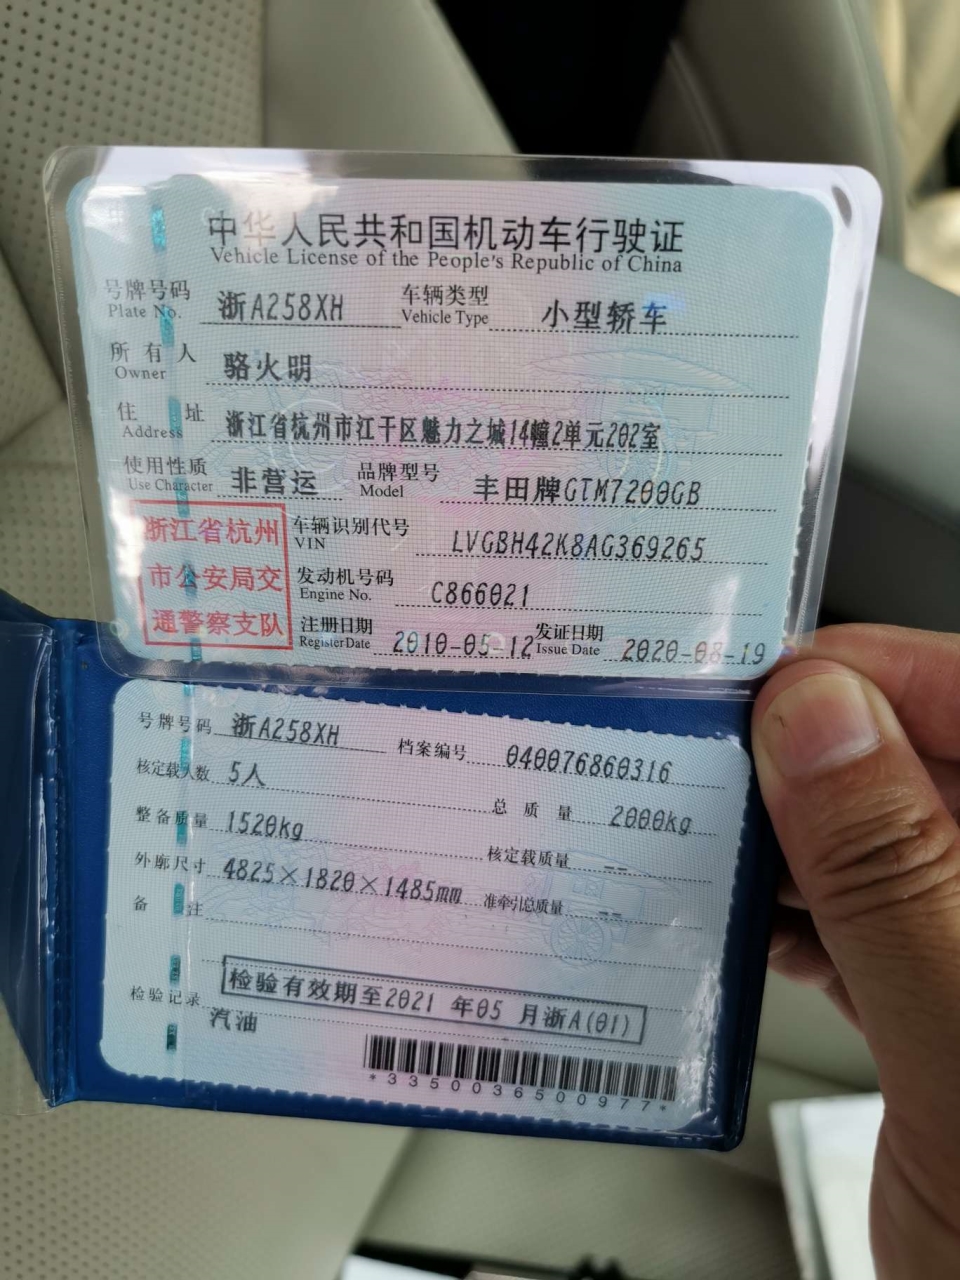 中华人民共和国机动车行驶证
Vehicle License of the People's Republic of China
号牌号码 浙A258XH 车辆类型 小型轿车
Plate No. Vehicle Type
所有人 骆火明
Owner
住址 浙江省杭州市江干区魅力之城14幢2单元202室
Address
使用性质 非营运 品牌型号 丰田牌GTM7200GB
Use Character Model
浙江省杭州
市公安局交
通警察支队
车辆识别代号 LVGBH42K8AG369265
VIN
发动机号码 C866021
Engine No.
注册日期 2010-05-12 发证日期 2020-08-19
Register Date Issue Date
号牌号码 浙A258XH 档案编号 040076860316
核定载人数 5人 总质量 2000kg
整备质量 1520kg 核定载质量 --
外廓尺寸 4825×1820×1485mm 准牵引总质量 --
备注
检验记录 检验有效期至2021年05月浙A(01)
汽油
*3350036500977*